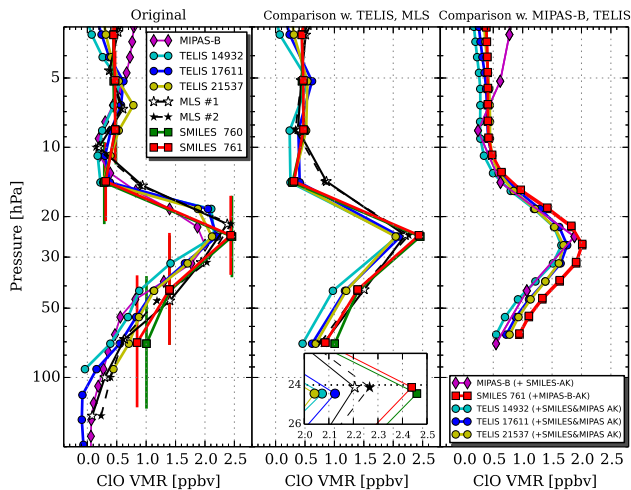 Original
Comparison w. TELIS, MLS
Comparison w. MIPAS-B, TELIS
MIPAS-B
TELIS 14932
TELIS 17611
TELIS 21537
MLS #1
MLS #2
SMILES 760
SMILES 761
Pressure [hPa]
5
10
20
30
50
100
24
26
2.0 2.1 2.2 2.3 2.4 2.5
MIPAS-B (+ SMILES-AK)
SMILES 761 (+MIPAS-B-AK)
TELIS 14932 (+SMILES&MIPAS AK)
TELIS 17611 (+SMILES&MIPAS AK)
TELIS 21537 (+SMILES&MIPAS AK)
0.0 0.5 1.0 1.5 2.0 2.5
0.0 0.5 1.0 1.5 2.0 2.5
0.0 0.5 1.0 1.5 2.0 2.5
ClO VMR [ppbv]
ClO VMR [ppbv]
ClO VMR [ppbv]